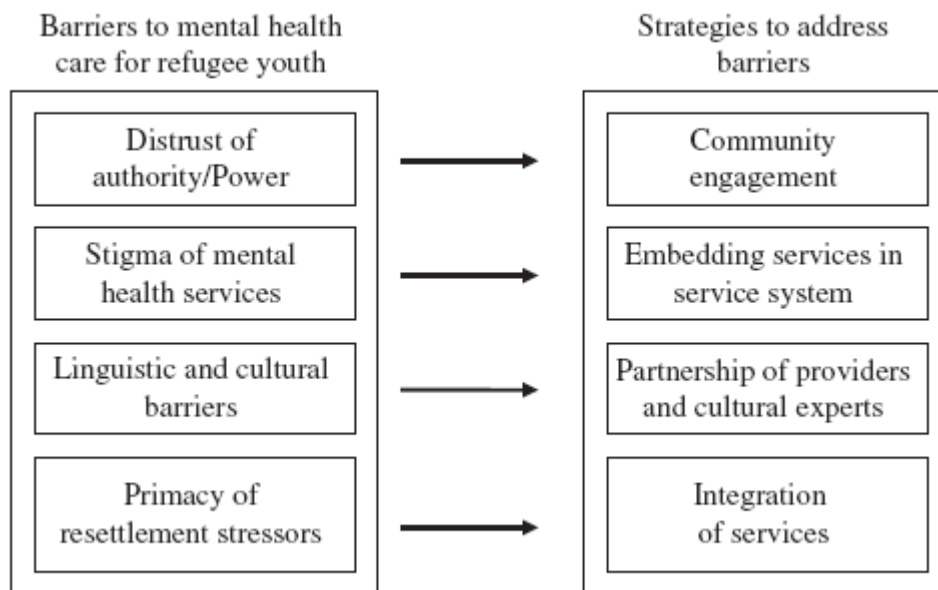 Barriers to mental health
care for refugee youth
Distrust of
authority/Power
Stigma of mental
health services
Linguistic and cultural
barriers
Primacy of
resettlement stressors
Strategies to address
barriers
Community
engagement
Embedding services in
service system
Partnership of providers
and cultural experts
Integration
of services